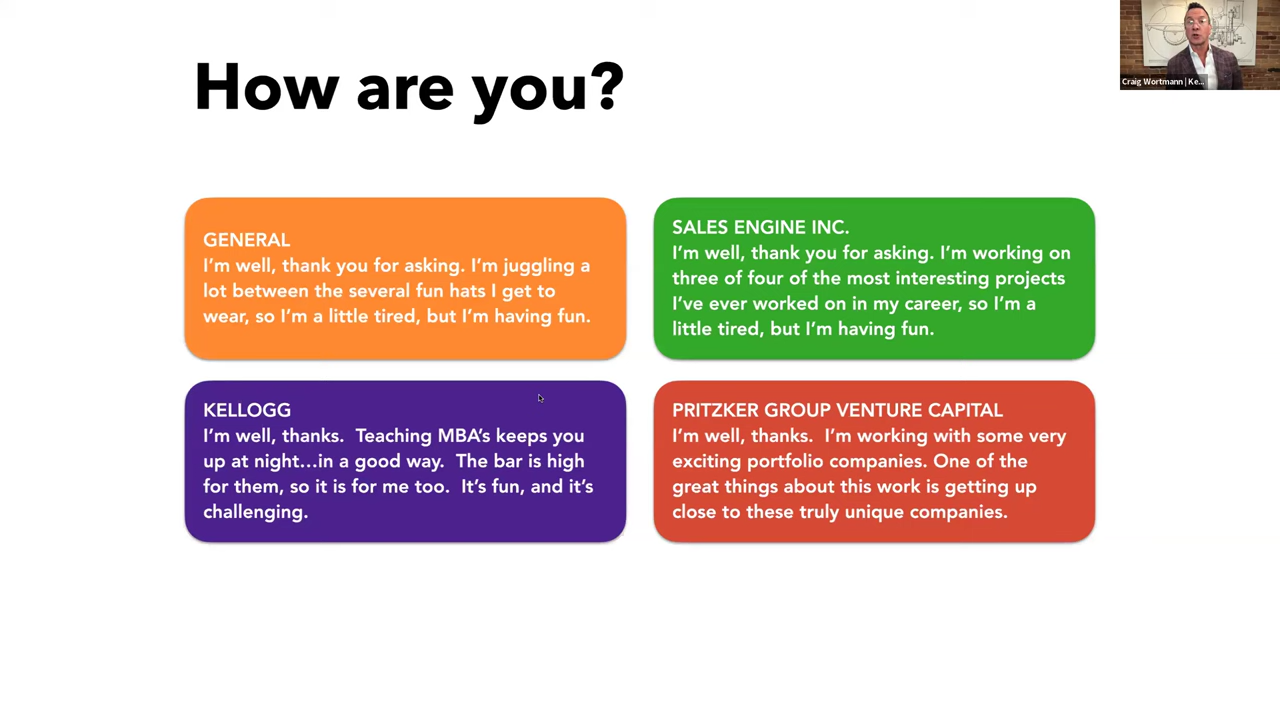 How are you?
Craig Wortmann | Ke...
GENERAL
I'm well, thank you for asking. I'm juggling a
lot between the several fun hats I get to
wear, so I'm a little tired, but I'm having fun.
SALES ENGINE INC.
I'm well, thank you for asking. I'm working on
three of four of the most interesting projects
I've ever worked on in my career, so I'm a
little tired, but I'm having fun.
KELLOGG
I'm well, thanks.  Teaching MBA's keeps you
up at night...in a good way.  The bar is high
for them, so it is for me too.  It's fun, and it's
challenging.
PRITZKER GROUP VENTURE CAPITAL
I'm well, thanks.  I'm working with some very
exciting portfolio companies. One of the
great things about this work is getting up
close to these truly unique companies.